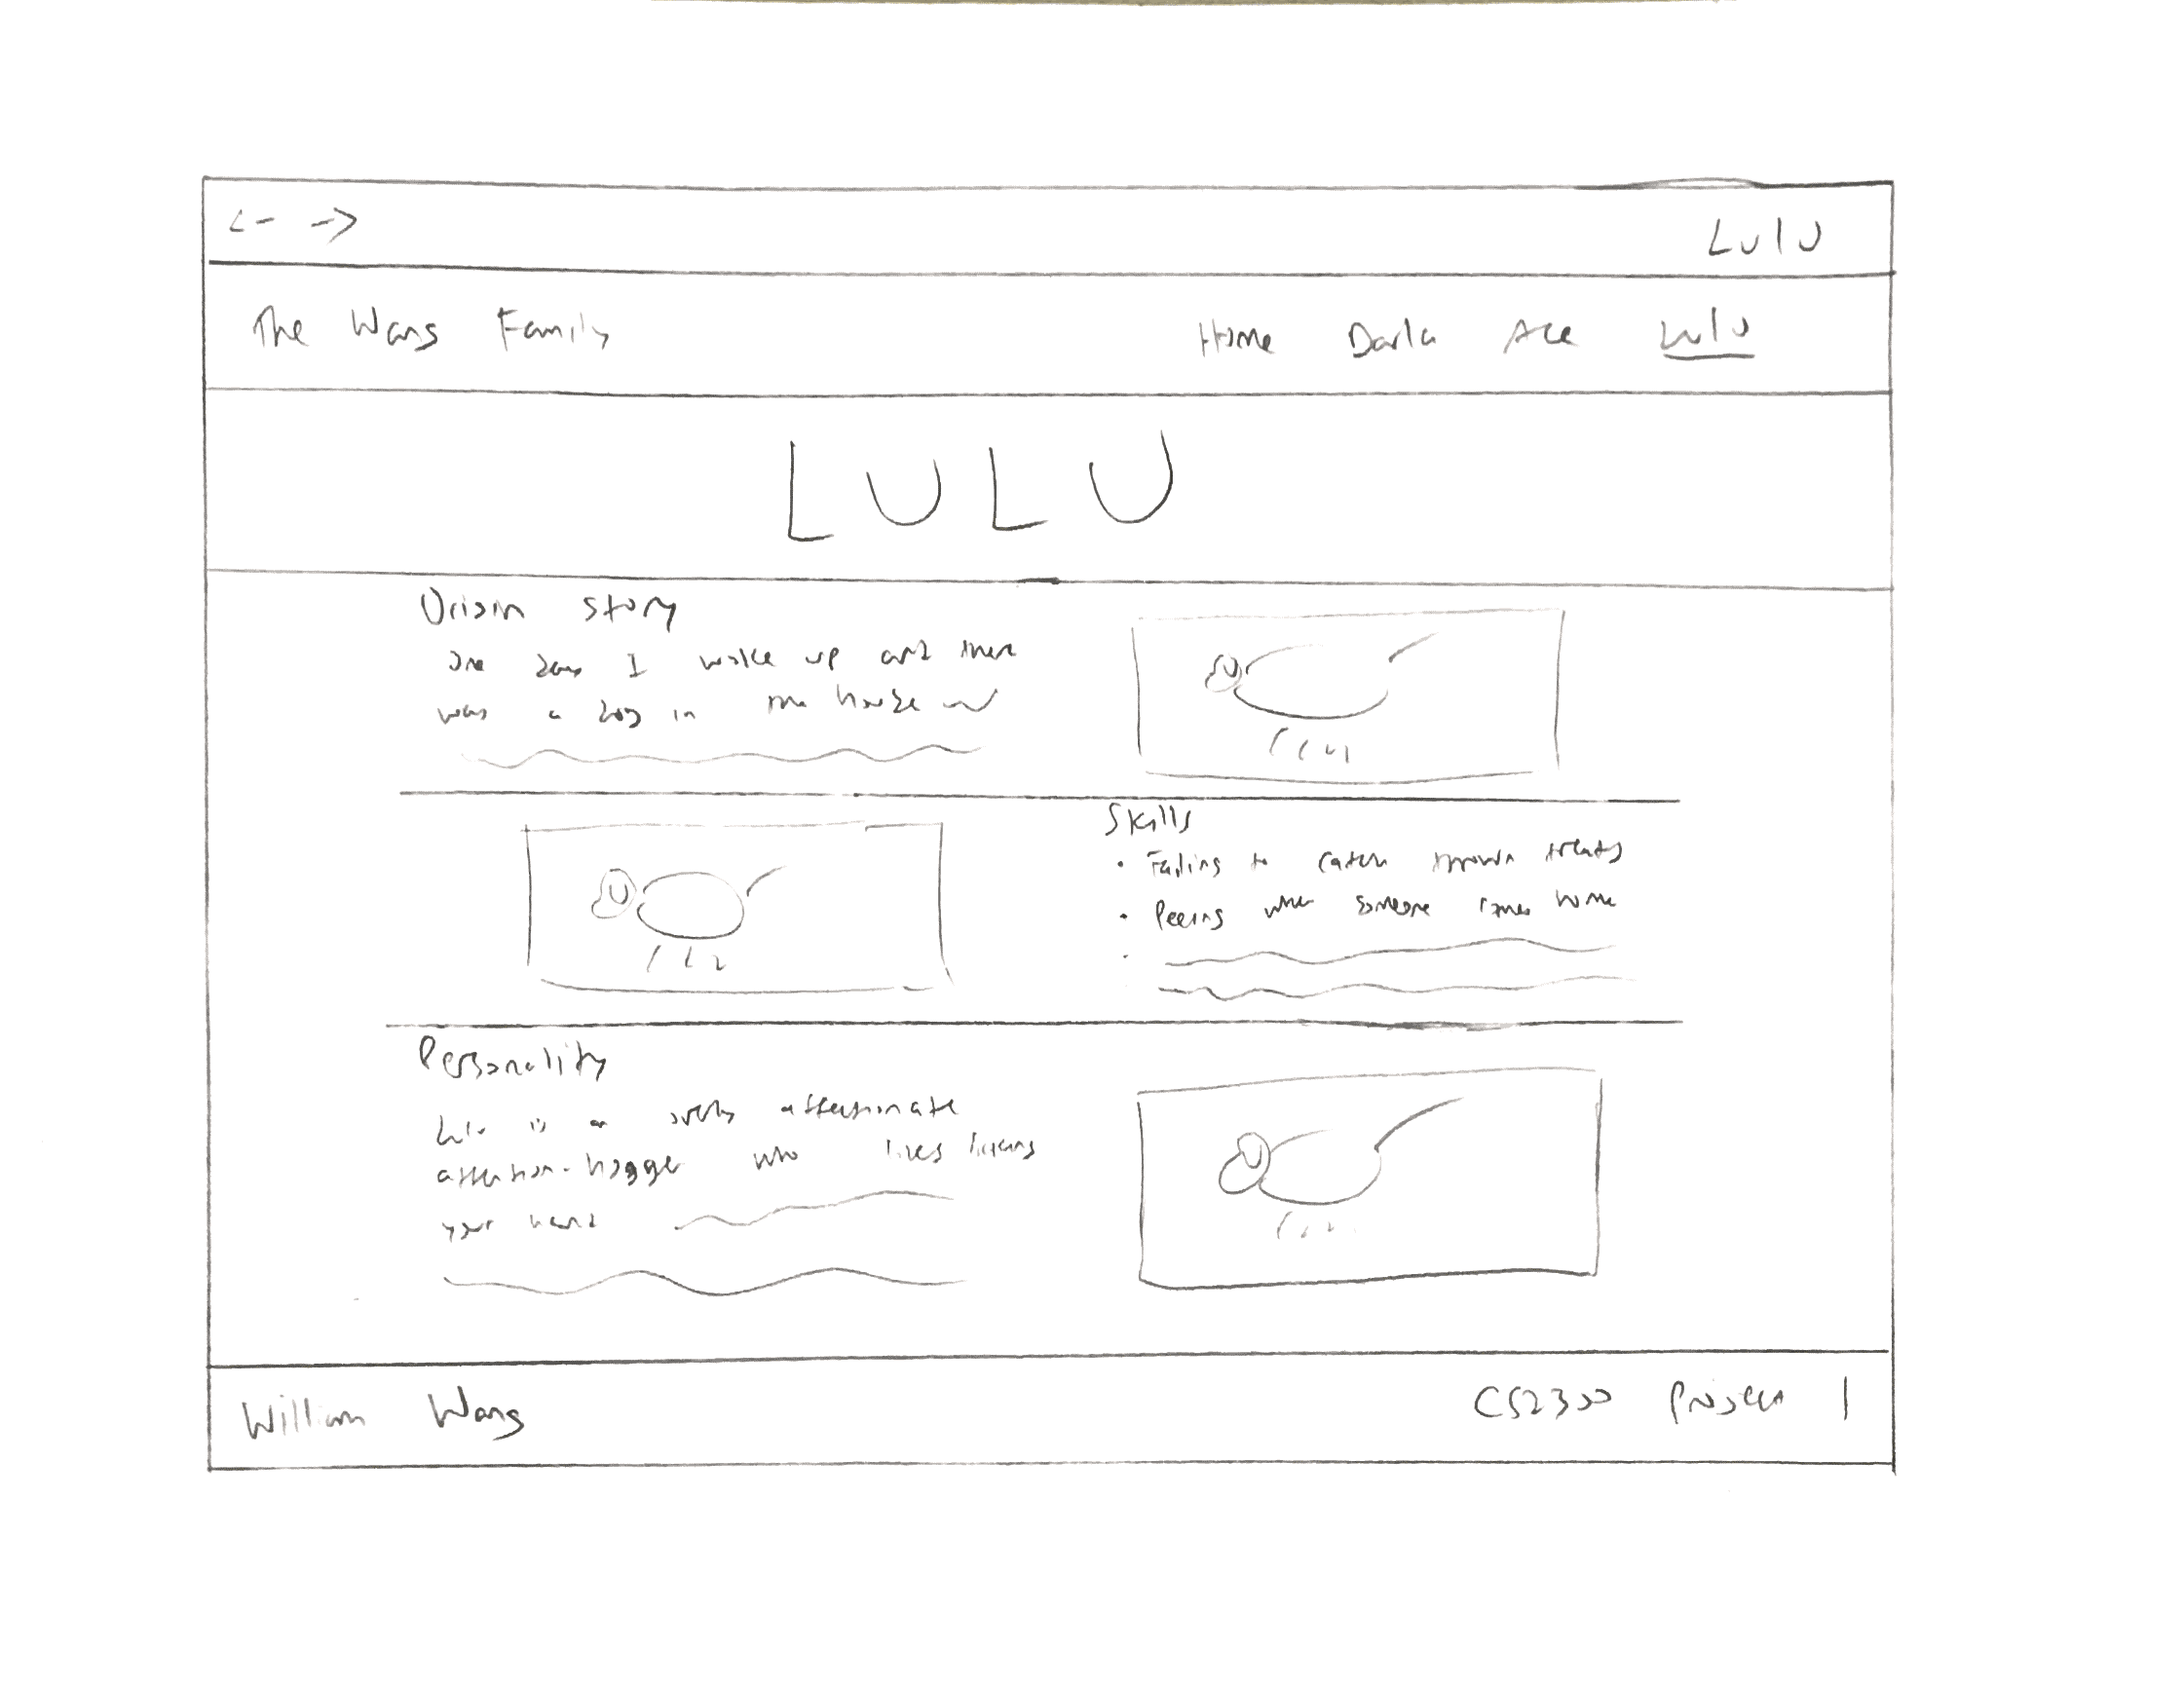 <- -> Lulu
The Wang Family Home Darla Ace Lulu
LULU
Origin Story
One day I woke up and there
was a dog in the house
Skills
• Failing to catch thrown treats
• Peeing when someone comes home
Personality
Lulu is an overly affectionate
attention-hogger who likes licking
your hand
William Wang CS2300 Project 1